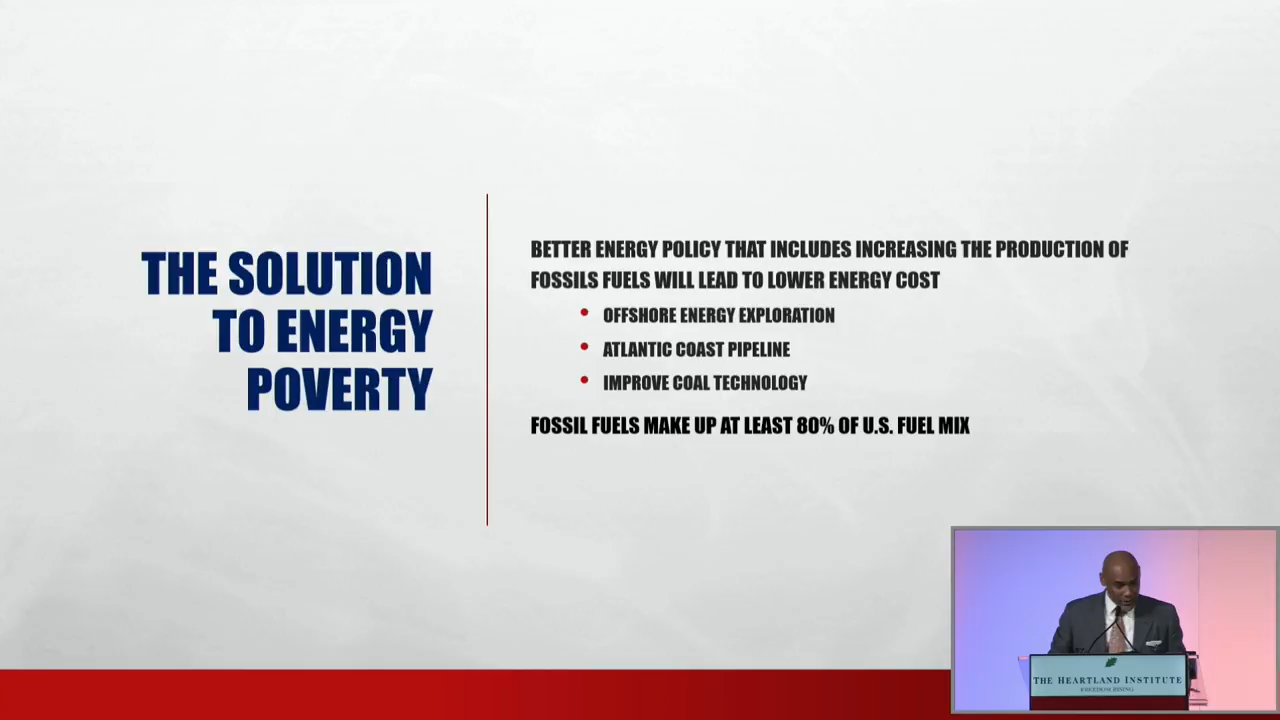 THE SOLUTION
TO ENERGY
POVERTY
BETTER ENERGY POLICY THAT INCLUDES INCREASING THE PRODUCTION OF
FOSSILS FUELS WILL LEAD TO LOWER ENERGY COST
• OFFSHORE ENERGY EXPLORATION
• ATLANTIC COAST PIPELINE
• IMPROVE COAL TECHNOLOGY
FOSSIL FUELS MAKE UP AT LEAST 80% OF U.S. FUEL MIX
THE HEARTLAND INSTITUTE
FREEDOM RISING